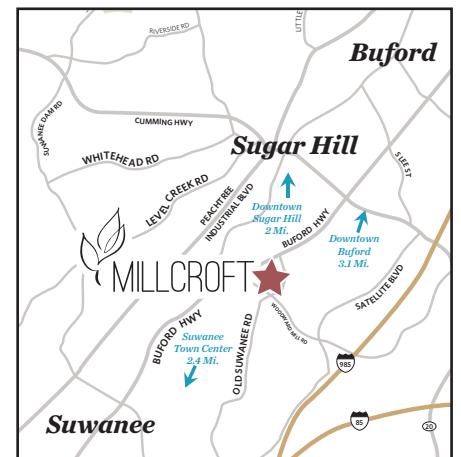 RIVERSIDE RD
LITTLE
Buford
SUWANEE DAM RD
CUMMING HWY
Sugar Hill
WHITEHEAD RD
S LEE ST
LEVEL CREEK RD
PEACHTREE
INDUSTRIAL BLVD
Downtown
Sugar Hill
2 Mi.
BUFORD HWY
Downtown
Buford
3.1 Mi.
MILLCROFT
SATELLITE BLVD
WOODWARD MILL RD
BUFORD HWY
OLD SUWANEE RD
Suwanee
Town Center
2.4 Mi.
985
Suwanee
85
20